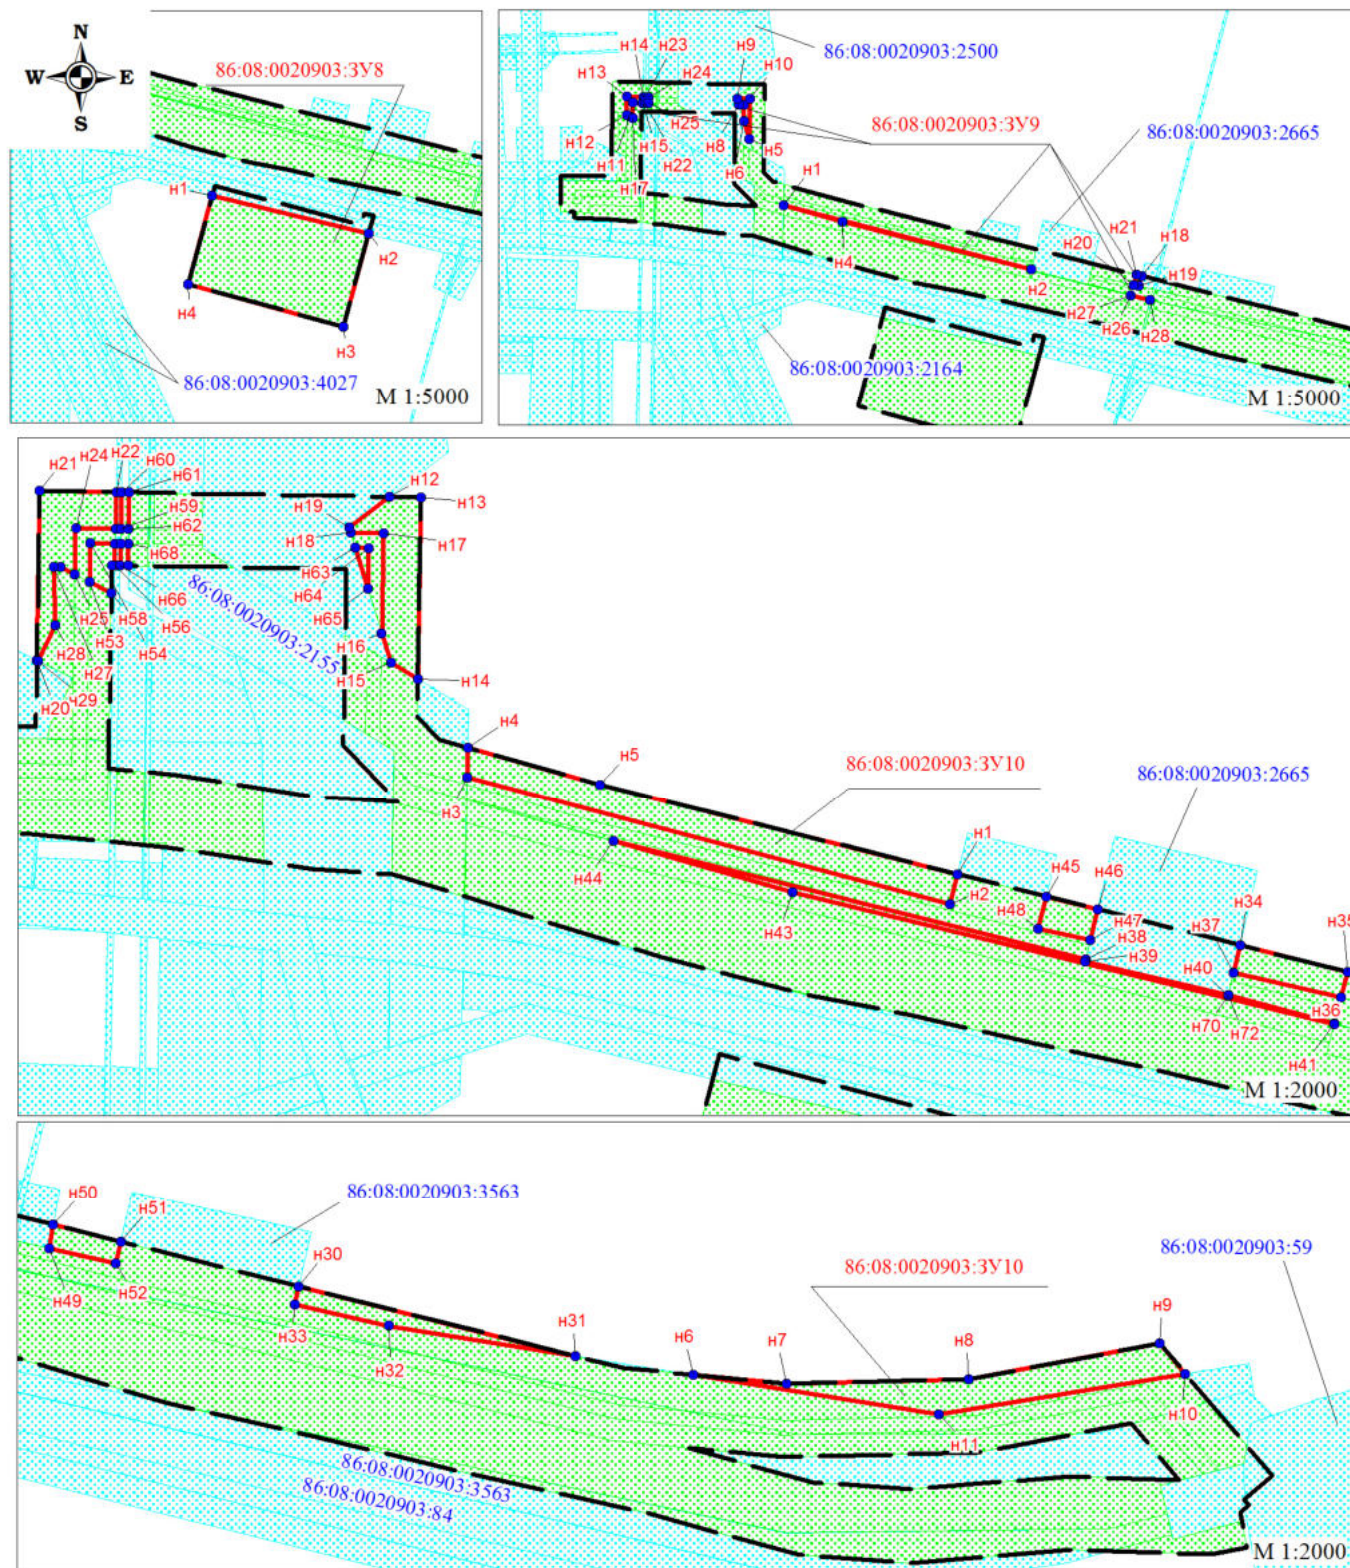 N
W E
S
86:08:0020903:ЗУ8
н1
н2
н4
н3
86:08:0020903:4027
М 1:5000
н14 н23 н9
н13 н24 н10
86:08:0020903:2500
86:08:0020903:ЗУ9
86:08:0020903:2665
н12 н25 н8 н5
н11 н15 н22 н6 н1
н17
н4
н20 н21 н18
н19
н2
н27
н26 н28
86:08:0020903:2164
М 1:5000
н21 н24 н22 н60
н61
н12
н13
н59
н62
н19
н18
н17
н68
н63
н64
86:08:0020903:2155
н65
н66
н58
н56
н25
н53
н54
н16
н28
н27
н15
н14
н29
н20
н4
н3
н5
86:08:0020903:ЗУ10
86:08:0020903:2665
н1
н45
н46
н44
н2
н48
н47
н34
н37
н35
н43
н38
н39
н40
н36
н70
н72
н41
М 1:2000
н50
н51
86:08:0020903:3563
н30
86:08:0020903:59
86:08:0020903:ЗУ10
н49
н52
н33
н31
н6
н7
н8
н9
н32
н10
н11
86:08:0020903:3563
86:08:0020903:84
М 1:2000